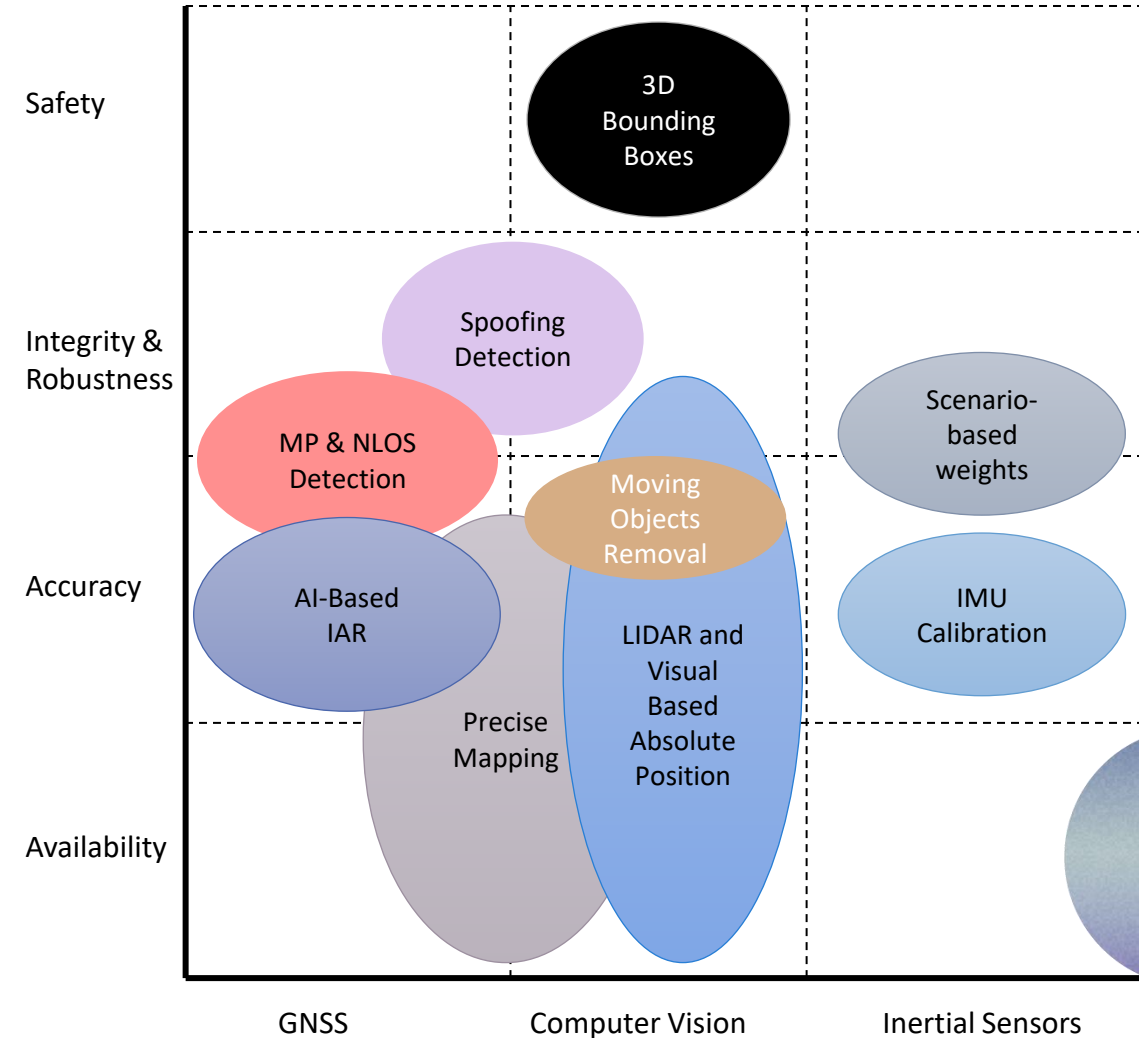 Safety
3D
Bounding
Boxes
Integrity &
Robustness
Spoofing
Detection
MP & NLOS
Detection
Scenario-
based
weights
Moving
Objects
Removal
Accuracy
AI-Based
IAR
IMU
Calibration
LIDAR and
Visual
Based
Absolute
Position
Precise
Mapping
Availability
GNSS
Computer Vision
Inertial Sensors